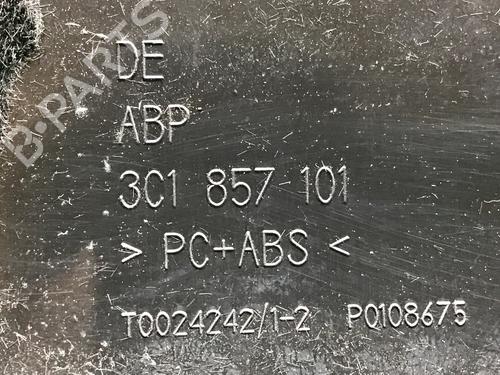 B-PARTS
DE
ABP
3C1 857 101
> PC+ABS <
T0024242/1-2 PQ108675